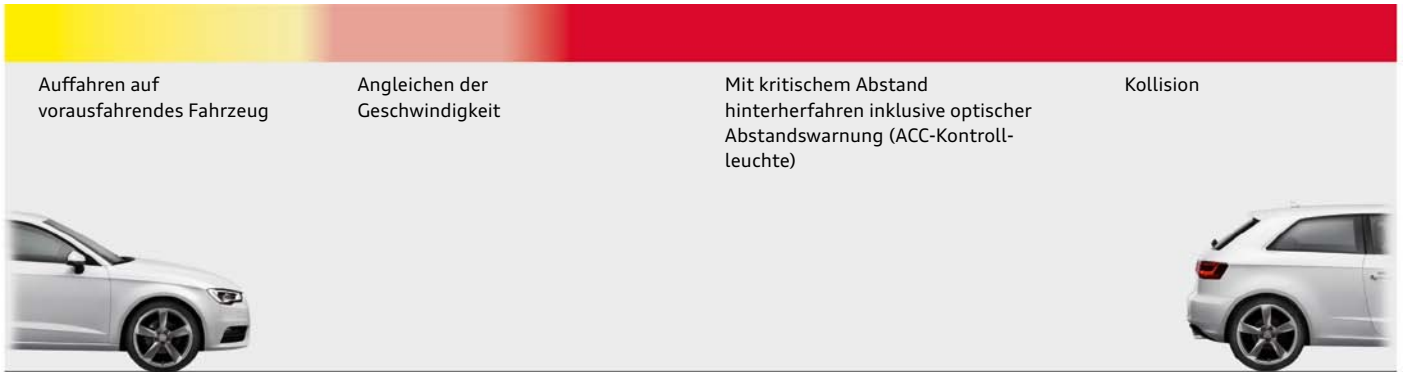 Auffahren auf
vorausfahrendes Fahrzeug
Angleichen der
Geschwindigkeit
Mit kritischem Abstand
hinterherfahren inklusive optischer
Abstandswarnung (ACC-Kontroll-
leuchte)
Kollision